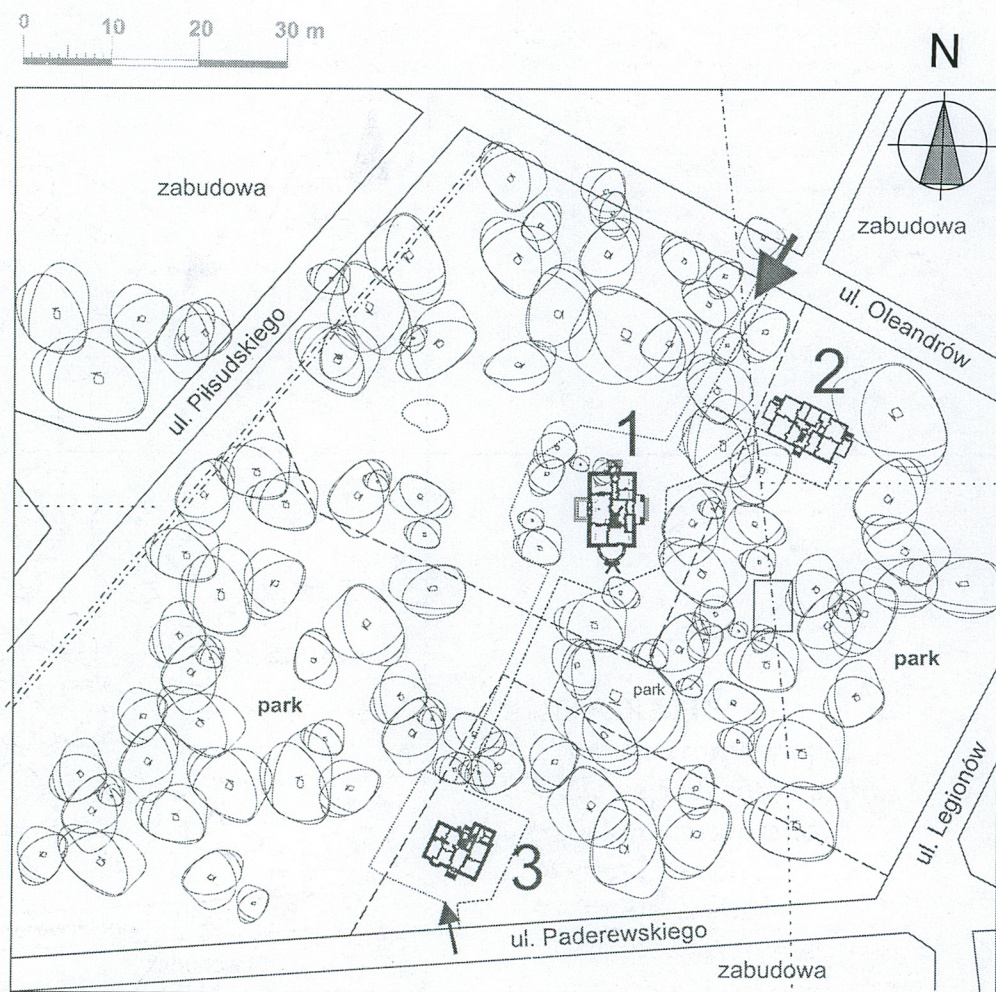 0 10 20 30 m
N
zabudowa
zabudowa
ul. Oleandrów
ul. Piłsudskiego
2
1
park
park
park
ul. Legionów
3
ul. Paderewskiego
zabudowa